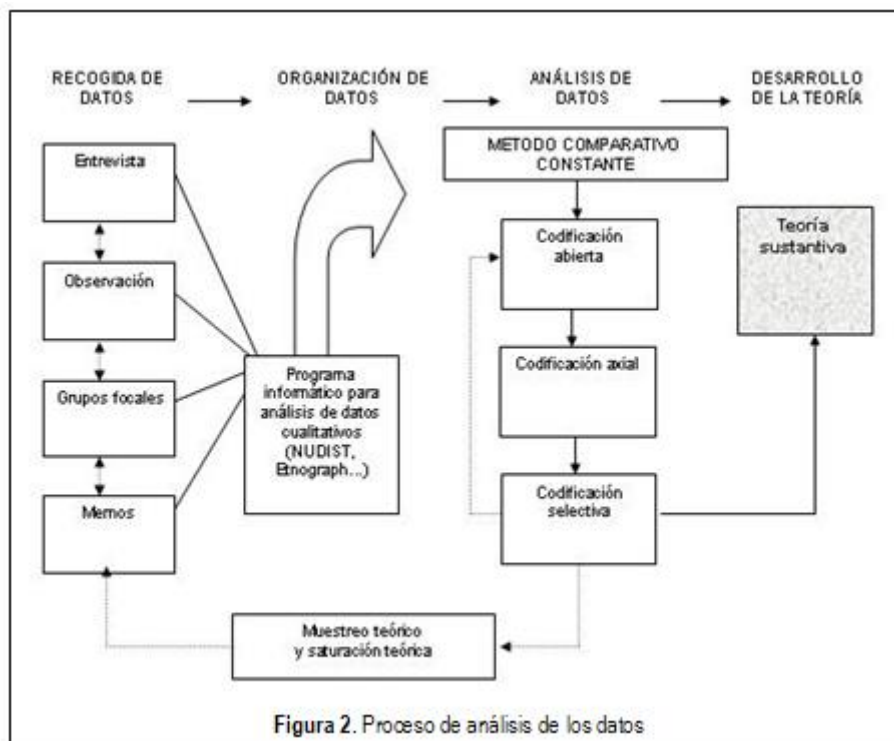 RECOGIDA DE
DATOS
ORGANIZACIÓN DE
DATOS
ANÁLISIS DE
DATOS
DESARROLLO
DE LA TEORÍA
METODO COMPARATIVO
CONSTANTE
Entrevista
Observación
Grupos focales
Memos
Programa
informático para
análisis de datos
cualitativos
(NUDIST,
Etnograph...)
Codificación
abierta
Codificación axial
Codificación
selectiva
Teoría
sustantiva
Muestreo teórico
y saturación teórica
Figura 2. Proceso de análisis de los datos